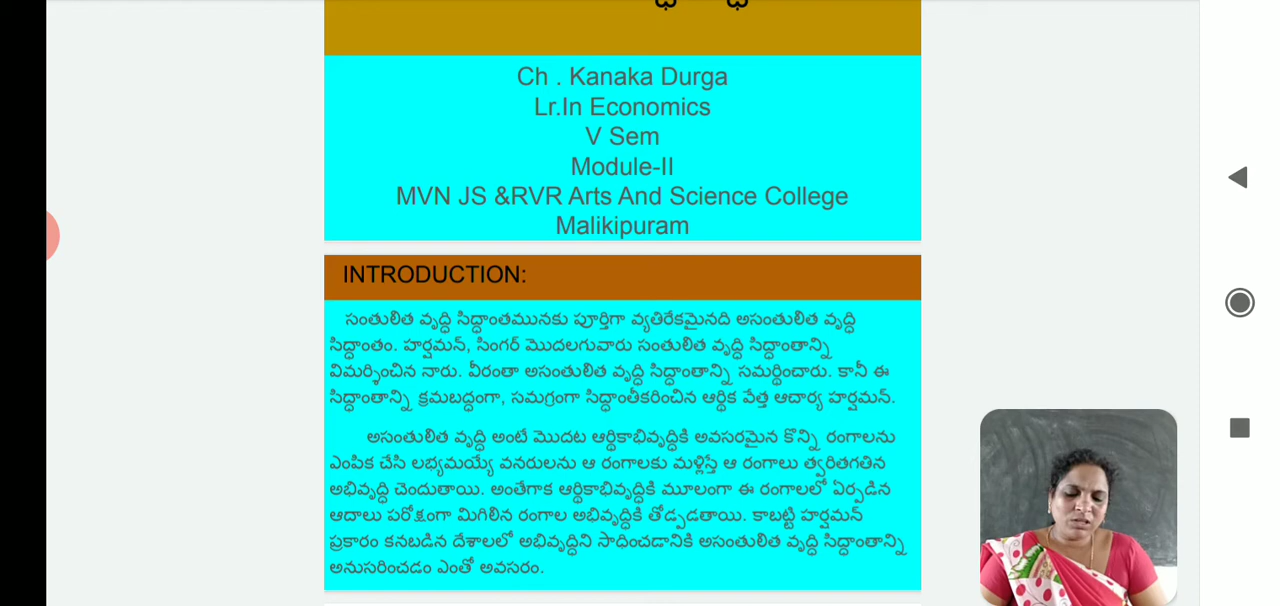 Ch . Kanaka Durga
Lr.In Economics
V Sem
Module-II
MVN JS &RVR Arts And Science College
Malikipuram
INTRODUCTION:
సంతులిత వృద్ధి సిద్ధాంతమునకు పూర్తిగా వ్యతిరేకమైనది అసంతులిత వృద్ధి
సిద్ధాంతం. హర్షమన్, సింగర్ మొదలగువారు సంతులిత వృద్ధి సిద్ధాంతాన్ని
విమర్శించిన నారు. వీరంతా అసంతులిత వృద్ధి సిద్ధాంతాన్ని సమర్థించారు. కానీ ఈ
సిద్ధాంతాన్ని క్రమబద్ధంగా, సమగ్రంగా సిద్ధాంతీకరించిన ఆర్థిక వేత్త ఆచార్య హర్షమన్.
అసంతులిత వృద్ధి అంటే మొదట ఆర్థికాభివృద్ధికి అవసరమైన కొన్ని రంగాలను
ఎంపిక చేసి లభ్యమయ్యే వనరులను ఆ రంగాలకు మళ్లిస్తే ఆ రంగాలు త్వరితగతిన
అభివృద్ధి చెందుతాయి. అంతేగాక ఆర్థికాభివృద్ధికి మూలంగా ఈ రంగాలలో ఏర్పడిన
ఆదాలు పరోక్షంగా మిగిలిన రంగాల అభివృద్ధికి తోడ్పడతాయి. కాబట్టి హర్షమన్
ప్రకారం కనబడిన దేశాలలో అభివృద్ధిని సాధించడానికి అసంతులిత వృద్ధి సిద్ధాంతాన్ని
అనుసరించడం ఎంతో అవసరం.